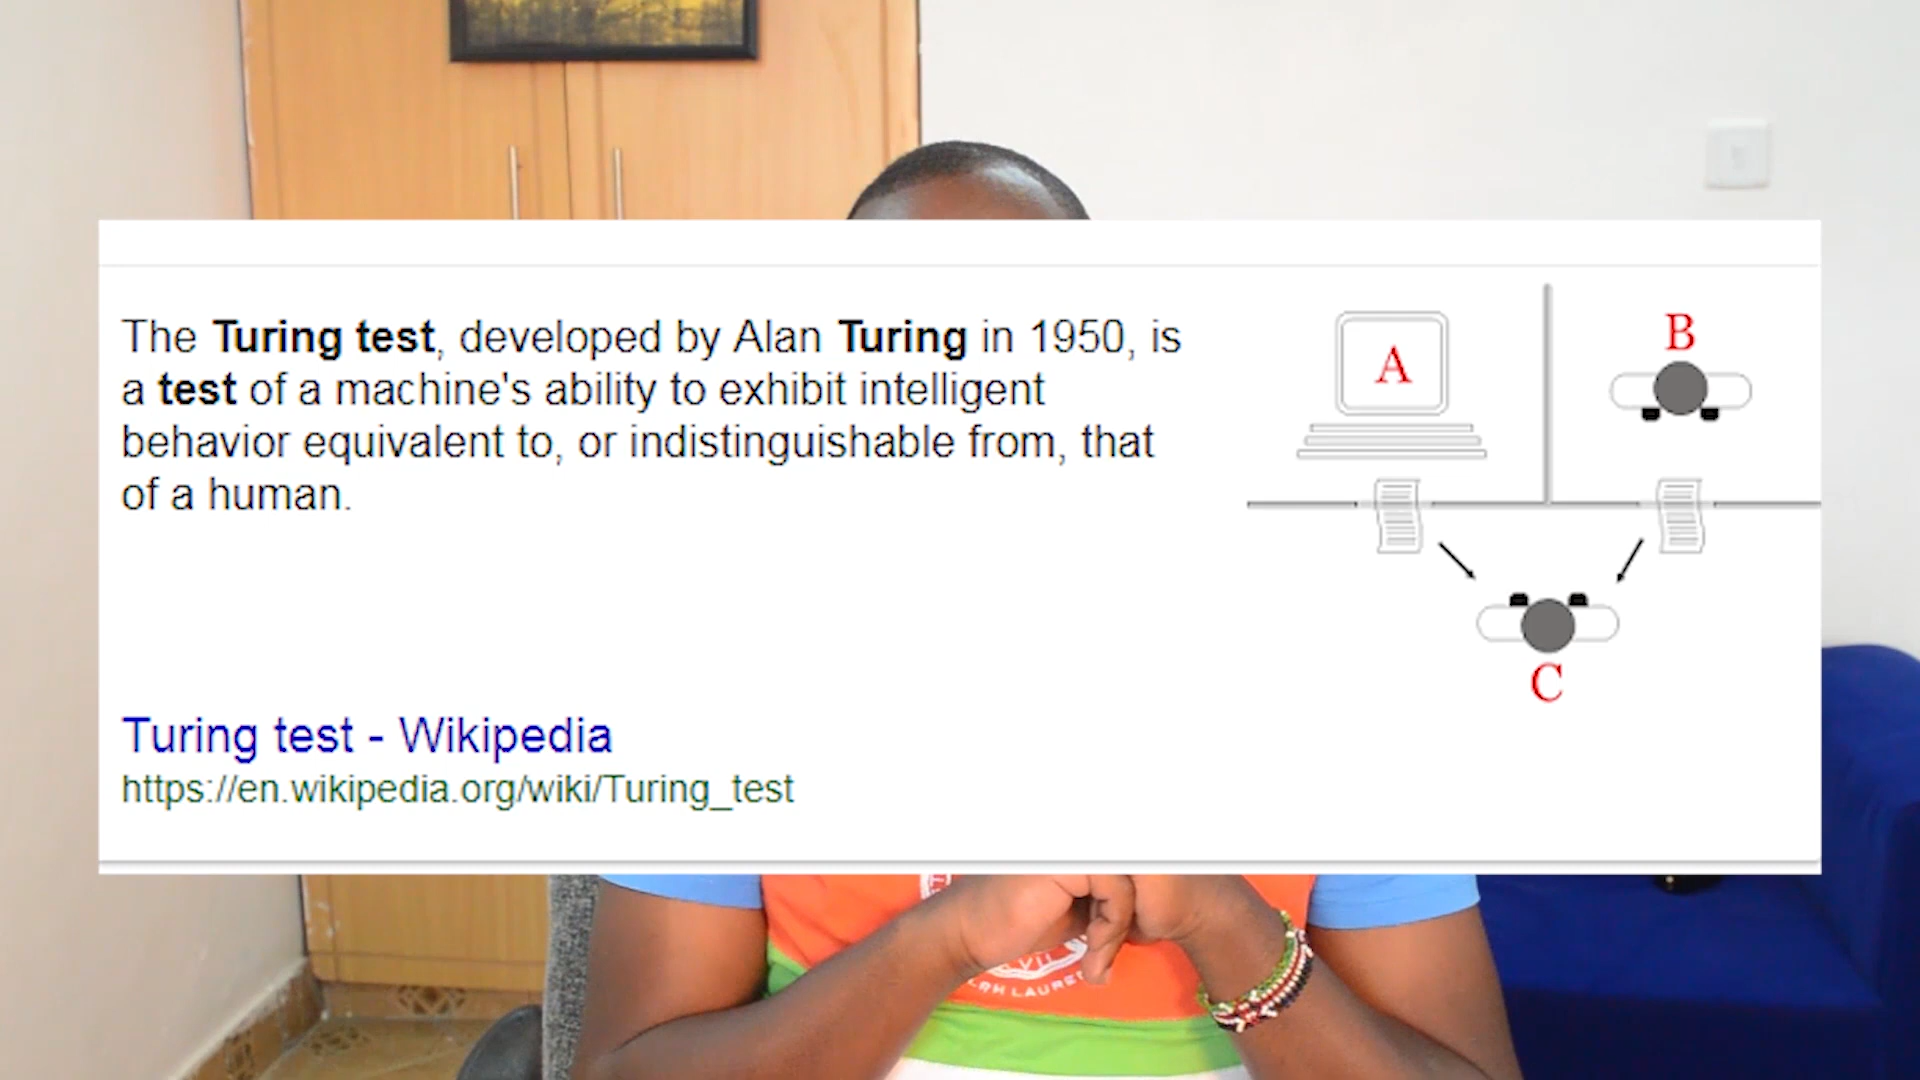 The Turing test, developed by Alan Turing in 1950, is
a test of a machine's ability to exhibit intelligent
behavior equivalent to, or indistinguishable from, that
of a human.
A
B
C
Turing test - Wikipedia
https://en.wikipedia.org/wiki/Turing_test